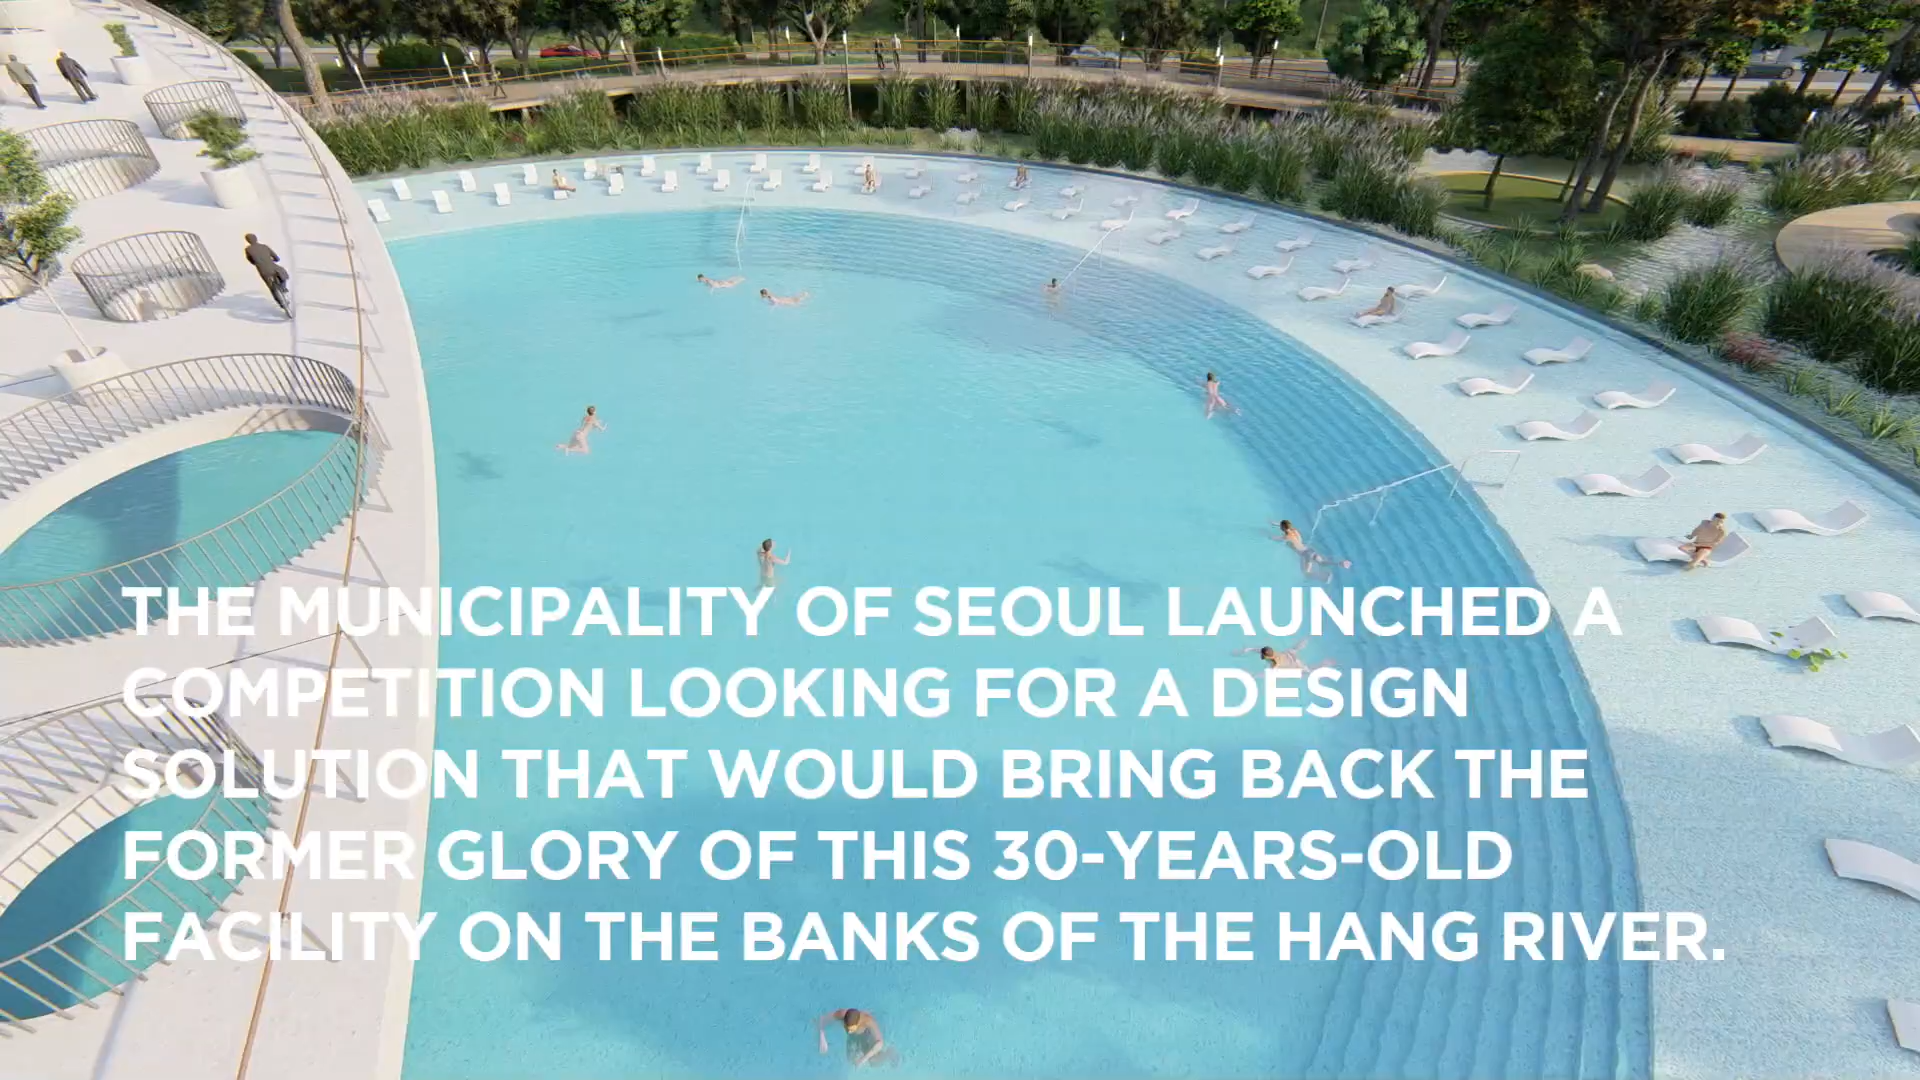 THE MUNICIPALITY OF SEOUL LAUNCHED A
COMPETITION LOOKING FOR A DESIGN
SOLUTION THAT WOULD BRING BACK THE
FORMER GLORY OF THIS 30-YEARS-OLD
FACILITY ON THE BANKS OF THE HANG RIVER.